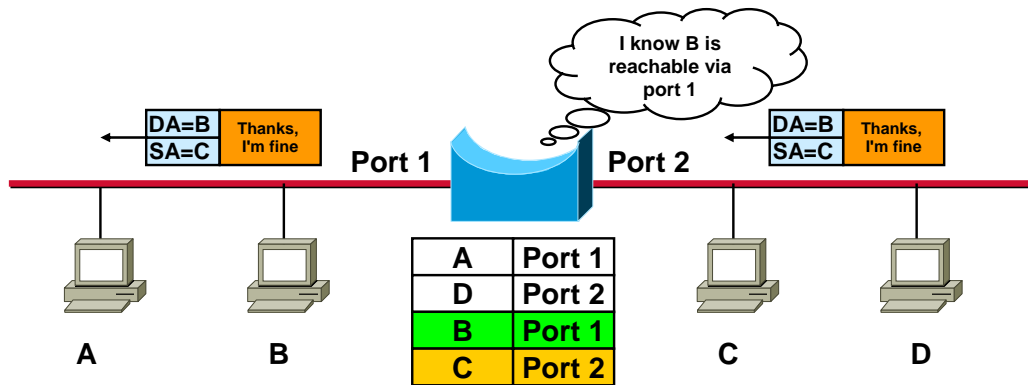 I know B is
reachable via
port 1
DA=B
SA=C
Thanks,
I'm fine
DA=B
SA=C
Thanks,
I'm fine
Port 1
Port 2
A Port 1
D Port 2
B Port 1
C Port 2
A
B
C
D